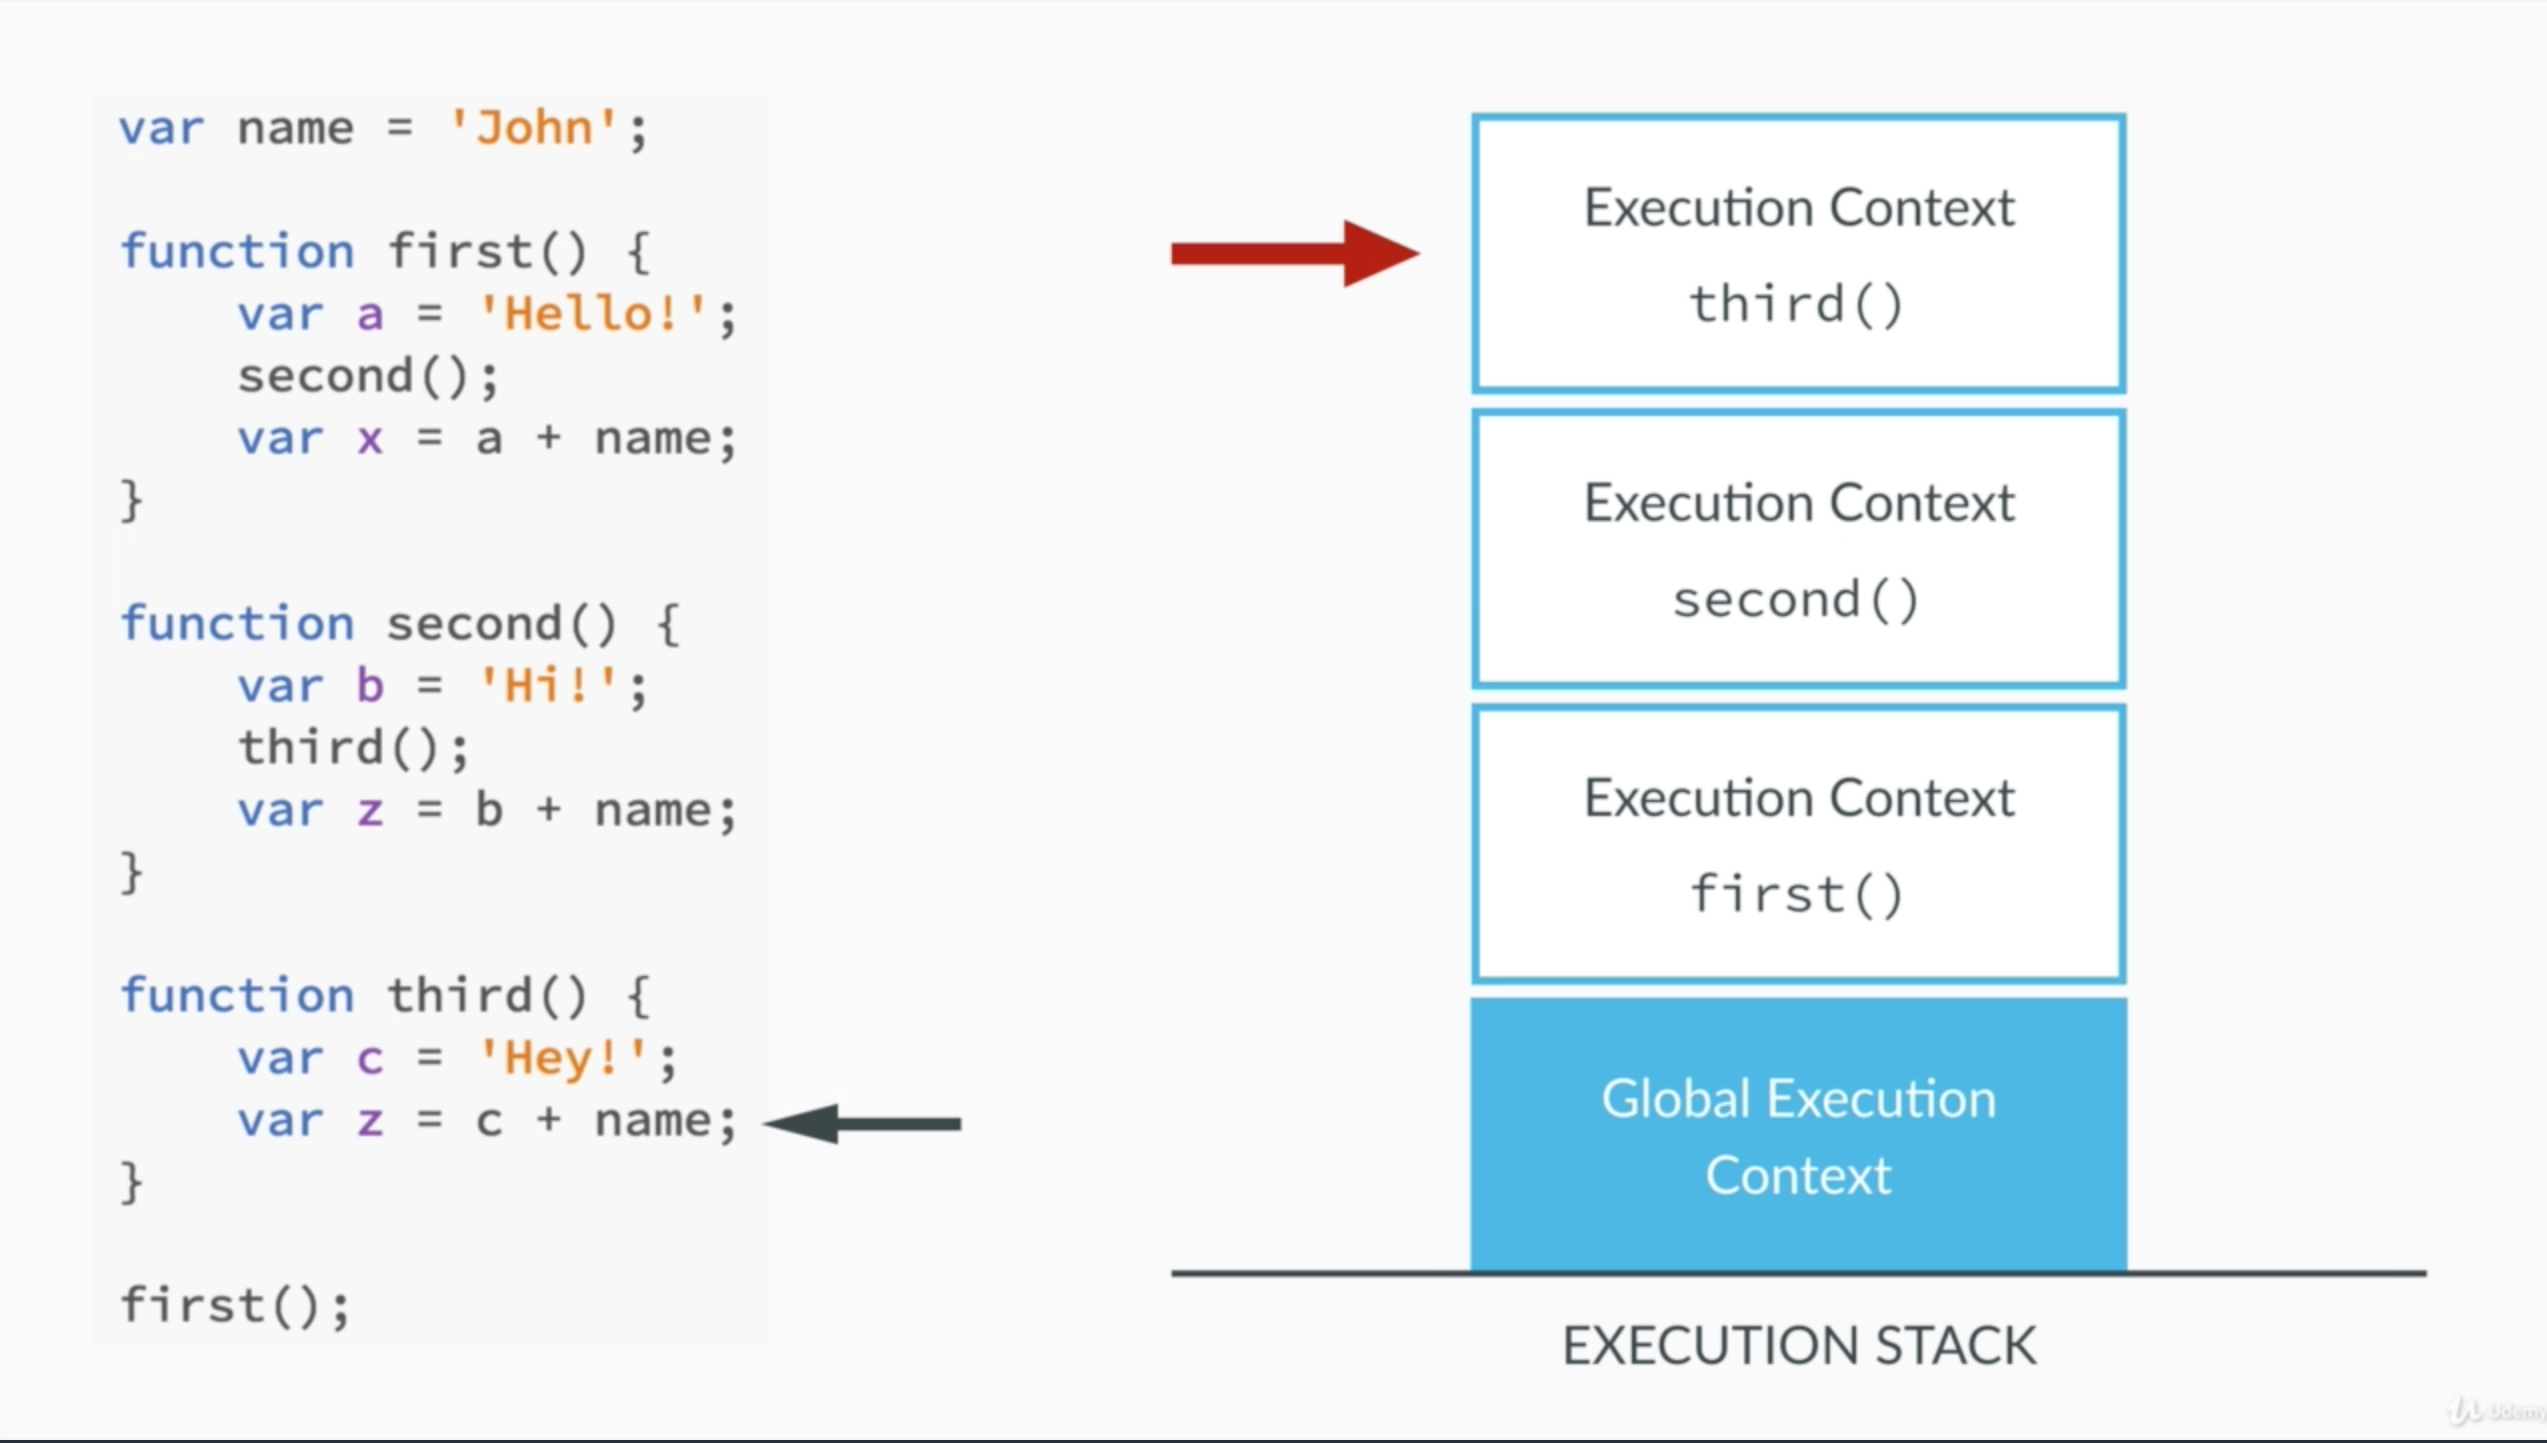 var name = 'John';
function first() {
    var a = 'Hello!';
    second();
    var x = a + name;
}
function second() {
    var b = 'Hi!';
    third();
    var z = b + name;
}
function third() {
    var c = 'Hey!';
    var z = c + name;
}
first();
Execution Context
third()
Execution Context
second()
Execution Context
first()
Global Execution
Context
EXECUTION STACK
Udemy